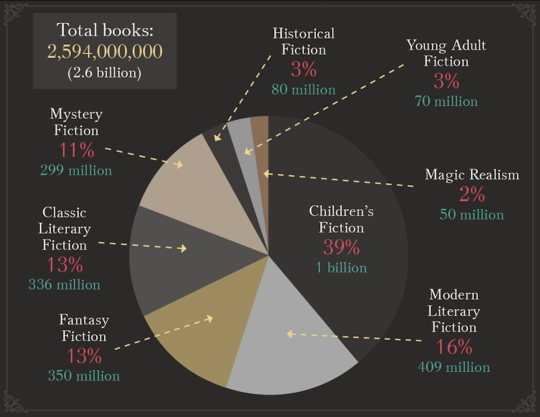 Total books:
2,594,000,000
(2.6 billion)
Historical
Fiction
3%
80 million
Young Adult
Fiction
3%
70 million
Mystery
Fiction
11%
299 million
Magic Realism
2%
50 million
Children's
Fiction
39%
1 billion
Classic
Literary
Fiction
13%
336 million
Modern
Literary
Fiction
16%
409 million
Fantasy
Fiction
13%
350 million